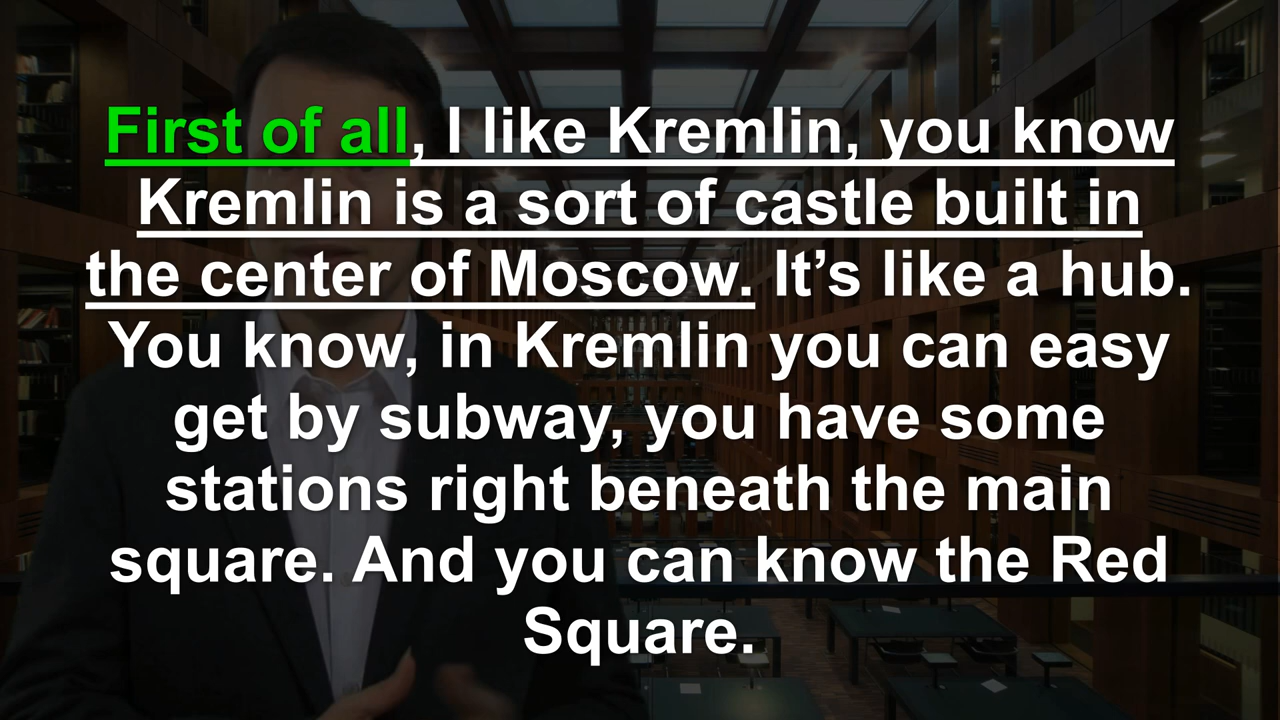 First of all, I like Kremlin, you know
Kremlin is a sort of castle built in
the center of Moscow. It’s like a hub.
You know, in Kremlin you can easy
get by subway, you have some
stations right beneath the main
square. And you can know the Red
Square.